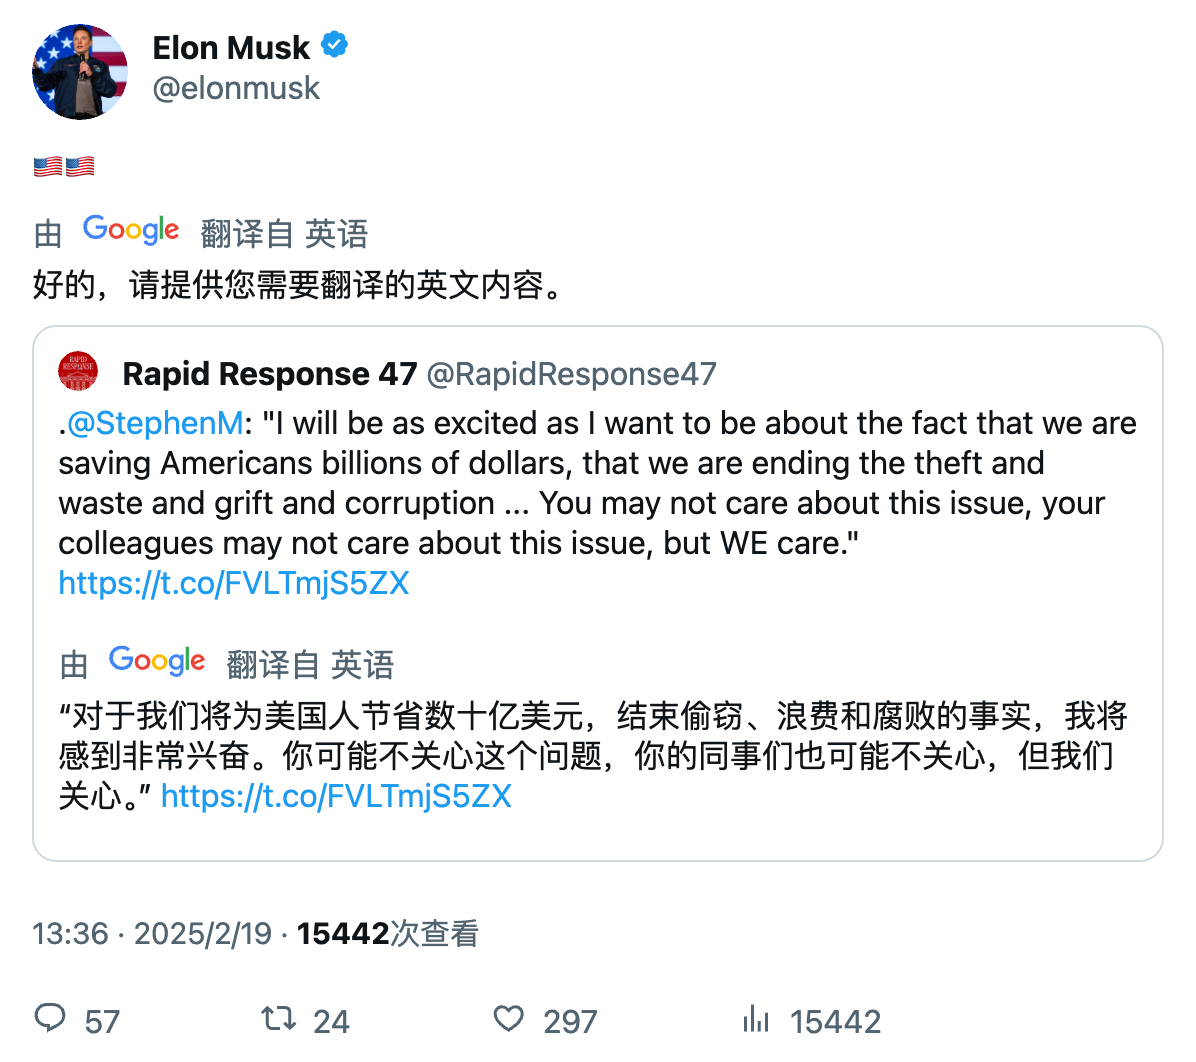 Elon Musk
@elonmusk
🇺🇸🇺🇸
由 Google 翻译自 英语
好的，请提供您需要翻译的英文内容。
RAPID
RESPONSE
Rapid Response 47 @RapidResponse47
.@StephenM: "I will be as excited as I want to be about the fact that we are
saving Americans billions of dollars, that we are ending the theft and
waste and grift and corruption ... You may not care about this issue, your
colleagues may not care about this issue, but WE care."
https://t.co/FVLTmjS5ZX
由 Google 翻译自 英语
“对于我们将为美国人节省数十亿美元，结束偷窃、浪费和腐败的事实，我将
感到非常兴奋。你可能不关心这个问题，你的同事们也可能不关心，但我们
关心。” https://t.co/FVLTmjS5ZX
13:36 · 2025/2/19 · 15442次查看
57 24 297 15442